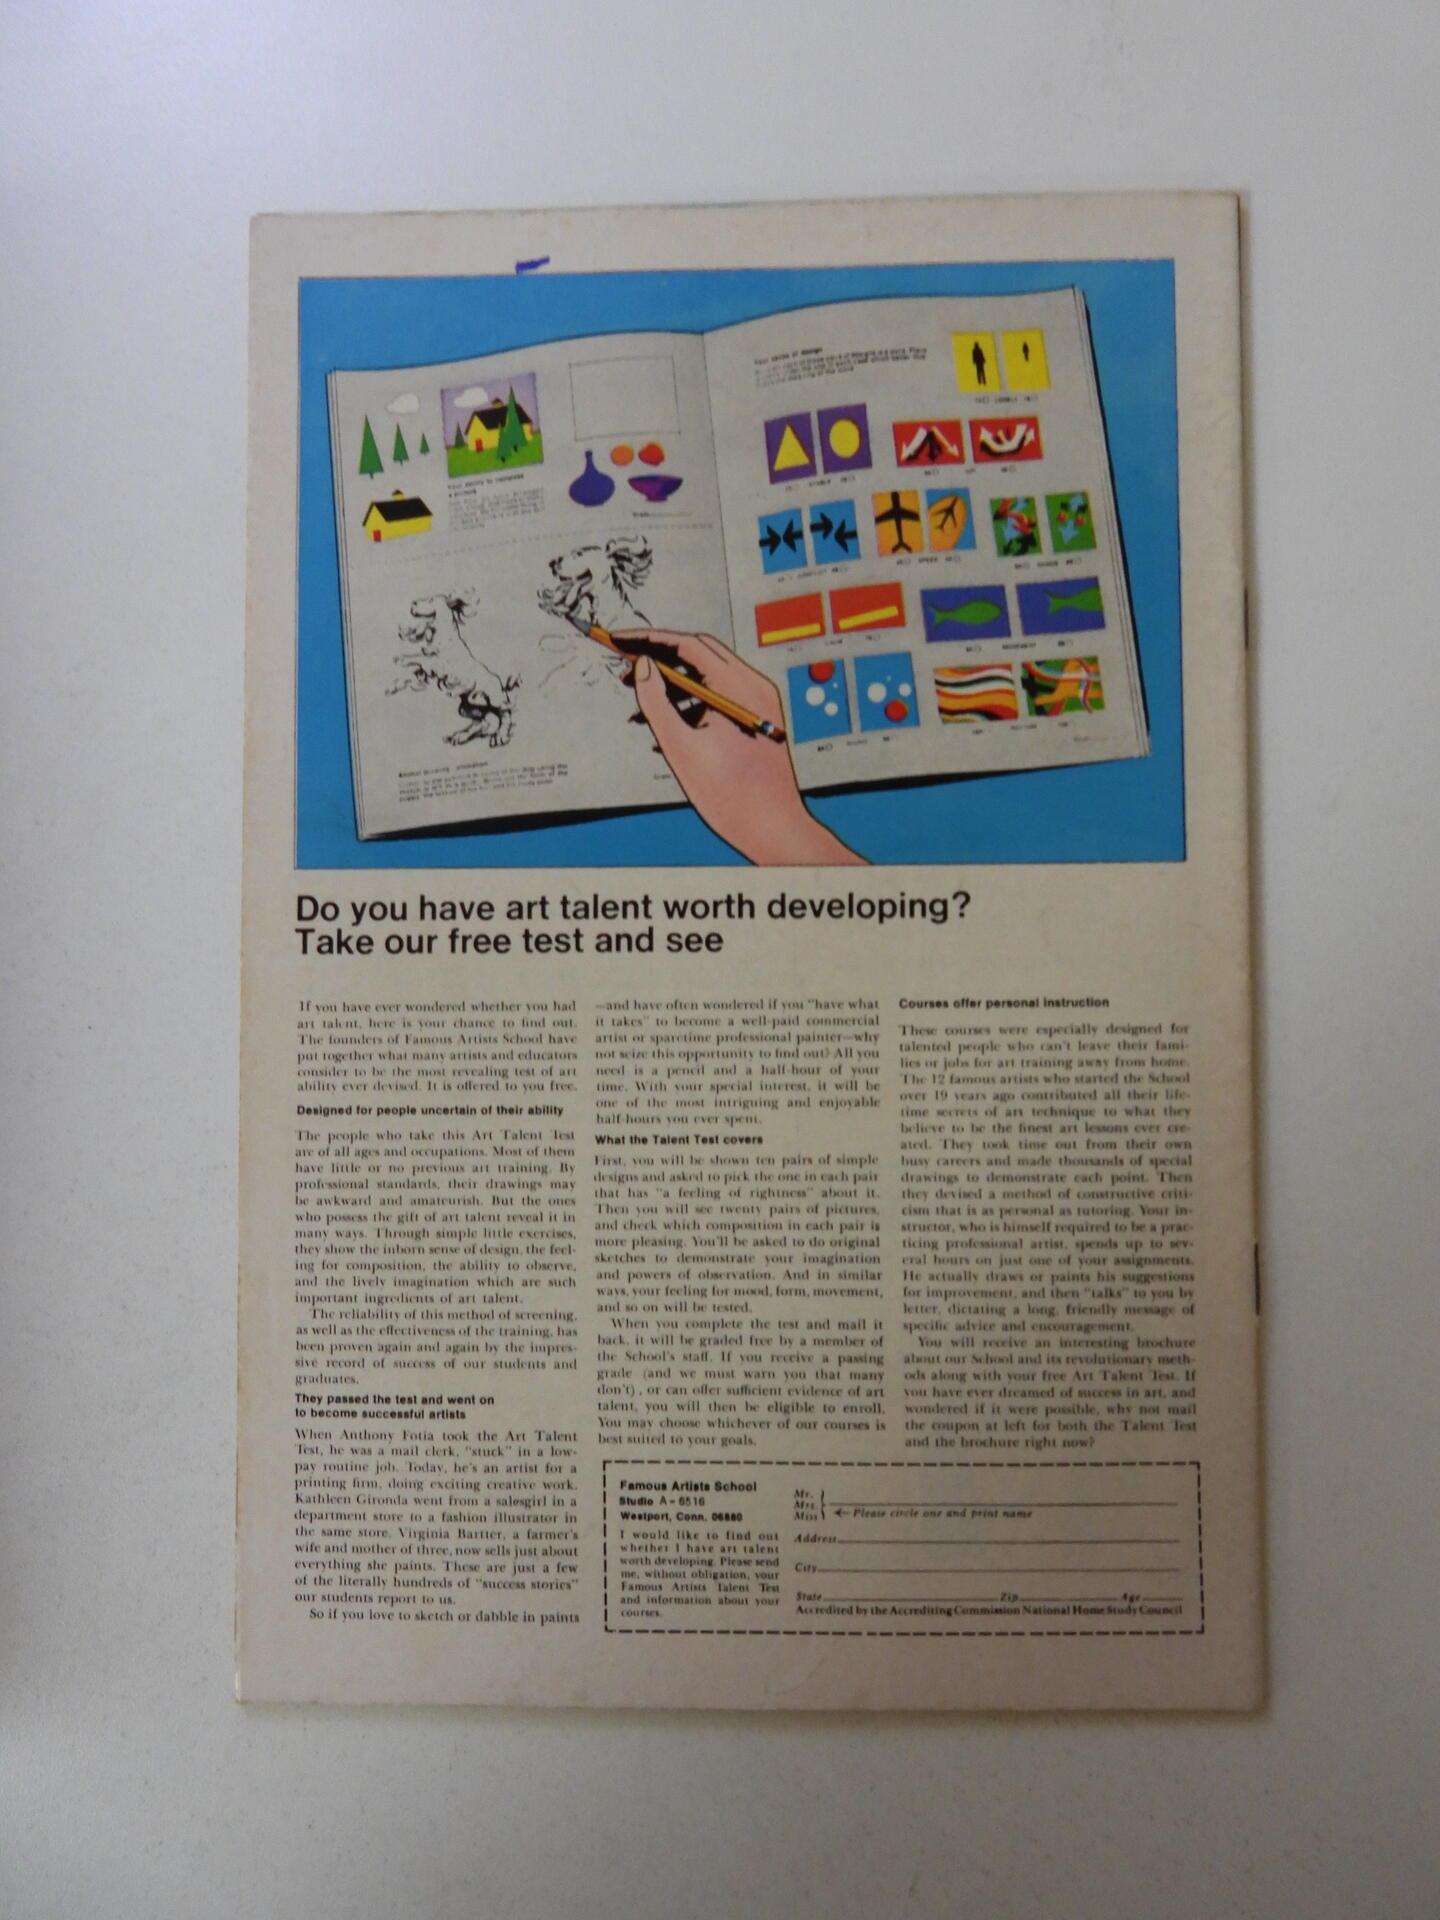 Your sense of design
Your ability to complete
a picture
Animal drawing
Do you have art talent worth developing?
Take our free test and see
If you have ever wondered whether you had
art talent, here is your chance to find out.
The founders of Famous Artists School have
put together what many artists and educators
consider to be the most revealing test of art
ability ever devised. It is offered to you free.
Designed for people uncertain of their ability
The people who take this Art Talent Test
are of all ages and occupations. Most of them
have little or no previous art training. By
professional standards, their drawings may
be awkward and amateurish. But the ones
who possess the gift of art talent reveal it in
many ways. Through simple little exercises,
they show the inborn sense of design, the feel-
ing for composition, the ability to observe,
and the lively imagination which are such
important ingredients of art talent.
The reliability of this method of screening,
as well as the effectiveness of the training, has
been proven again and again by the impres-
sive record of success of our students and
graduates.
They passed the test and went on
to become successful artists
When Anthony Fotia took the Art Talent
Test, he was a mail clerk, "stuck" in a low-
pay routine job. Today, he's an artist for a
printing firm, doing exciting creative work.
Kathleen Gironda went from a salesgirl in a
department store to a fashion illustrator in
the same store. Virginia Bartter, a farmer's
wife and mother of three, now sells just about
everything she paints. These are just a few
of the literally hundreds of "success stories"
our students report to us.
So if you love to sketch or dabble in paints
—and have often wondered if you "have what
it takes" to become a well-paid commercial
artist or sparetime professional painter—why
not seize this opportunity to find out? All you
need is a pencil and a half-hour of your
time. With your special interest, it will be
one of the most intriguing and enjoyable
half-hours you ever spent.
What the Talent Test covers
First, you will be shown ten pairs of simple
designs and asked to pick the one in each pair
that has "a feeling of rightness" about it.
Then you will see twenty pairs of pictures,
and check which composition in each pair is
more pleasing. You'll be asked to do original
sketches to demonstrate your imagination
and powers of observation. And in similar
ways, your feeling for mood, form, movement,
and so on will be tested.
When you complete the test and mail it
back, it will be graded free by a member of
the School's staff. If you receive a passing
grade (and we must warn you that many
don't), or can offer sufficient evidence of art
talent, you will then be eligible to enroll.
You may choose whichever of our courses is
best suited to your goals.
Courses offer personal instruction
These courses were especially designed for
talented people who can't leave their fami-
lies or jobs for art training away from home.
The 12 famous artists who started the School
over 19 years ago contributed all their life-
time secrets of art technique to what they
believe to be the finest art lessons ever cre-
ated. They took time out from their own
busy careers and made thousands of special
drawings to demonstrate each point. Then
they devised a method of constructive criti-
cism that is as personal as tutoring. Your in-
structor, who is himself required to be a prac-
ticing professional artist, spends up to sev-
eral hours on just one of your assignments.
He actually draws or paints his suggestions
for improvement, and then "talks" to you by
letter, dictating a long, friendly message of
specific advice and encouragement.
You will receive an interesting brochure
about our School and its revolutionary meth-
ods along with your free Art Talent Test. If
you have ever dreamed of success in art, and
wondered if it were possible, why not mail
the coupon at left for both the Talent Test
and the brochure right now?
Famous Artists School
Studio A-6516
Westport, Conn. 06880
I would like to find out
whether I have art talent
worth developing. Please send
me, without obligation, your
Famous Artists Talent Test
and information about your
courses.
Mr.
Mrs.
Miss ← Please circle one and print name
Address
City
State Zip Age
Accredited by the Accrediting Commission National Home Study Council